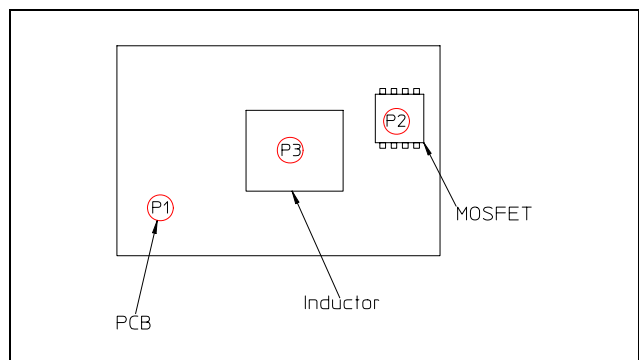 P2
P3
P1
MOSFET
Inductor
PCB